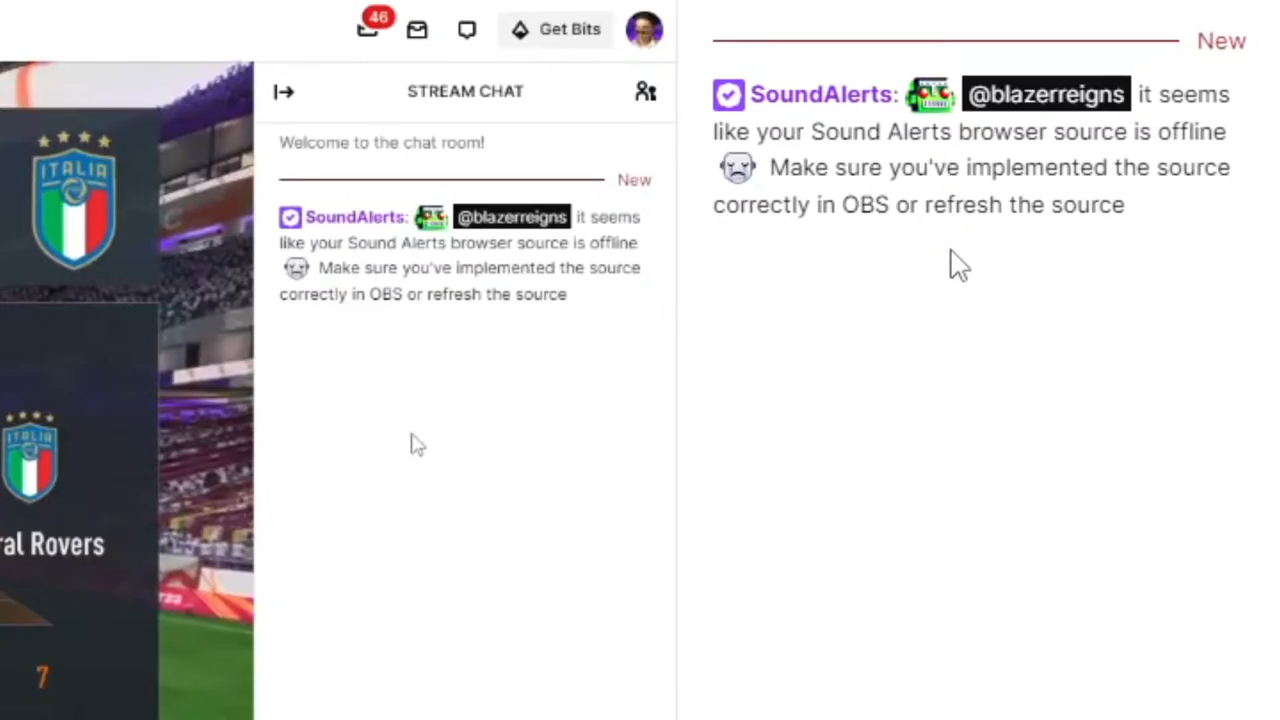 46
Get Bits
STREAM CHAT
Welcome to the chat room!
New
SoundAlerts: @blazerreigns it seems
like your Sound Alerts browser source is offline
Make sure you've implemented the source
correctly in OBS or refresh the source
ITALIA
ITALIA
ral Rovers
7
New
SoundAlerts: @blazerreigns it seems
like your Sound Alerts browser source is offline
Make sure you've implemented the source
correctly in OBS or refresh the source